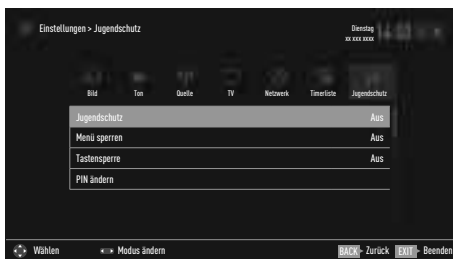 Einstellungen > Jugendschutz
Dienstag
xx xxx xxxx
Bild Ton Quelle TV Netzwerk Timerliste Jugendschutz
Jugendschutz Aus
Menü sperren Aus
Tastensperre Aus
PIN ändern
Wählen Modus ändern BACK Zurück EXIT Beenden